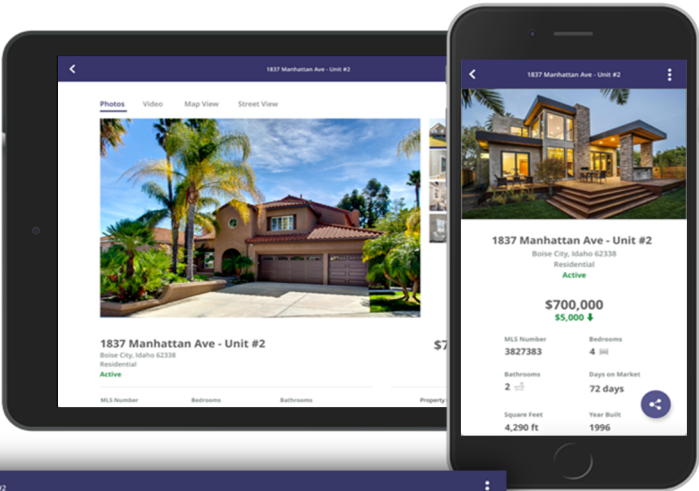 1837 Manhattan Ave - Unit #2
Photos Video Map View Street View
1837 Manhattan Ave - Unit #2
Boise City, Idaho 62338
Residential
Active
$7
MLS Number Bedrooms Bathrooms Property
1837 Manhattan Ave - Unit #2
1837 Manhattan Ave - Unit #2
Boise City, Idaho 62338
Residential
Active
$700,000
$5,000
MLS Number Bedrooms
3827383 4
Bathrooms Days on Market
2 72 days
Square Feet Year Built
4,290 ft 1996
#2